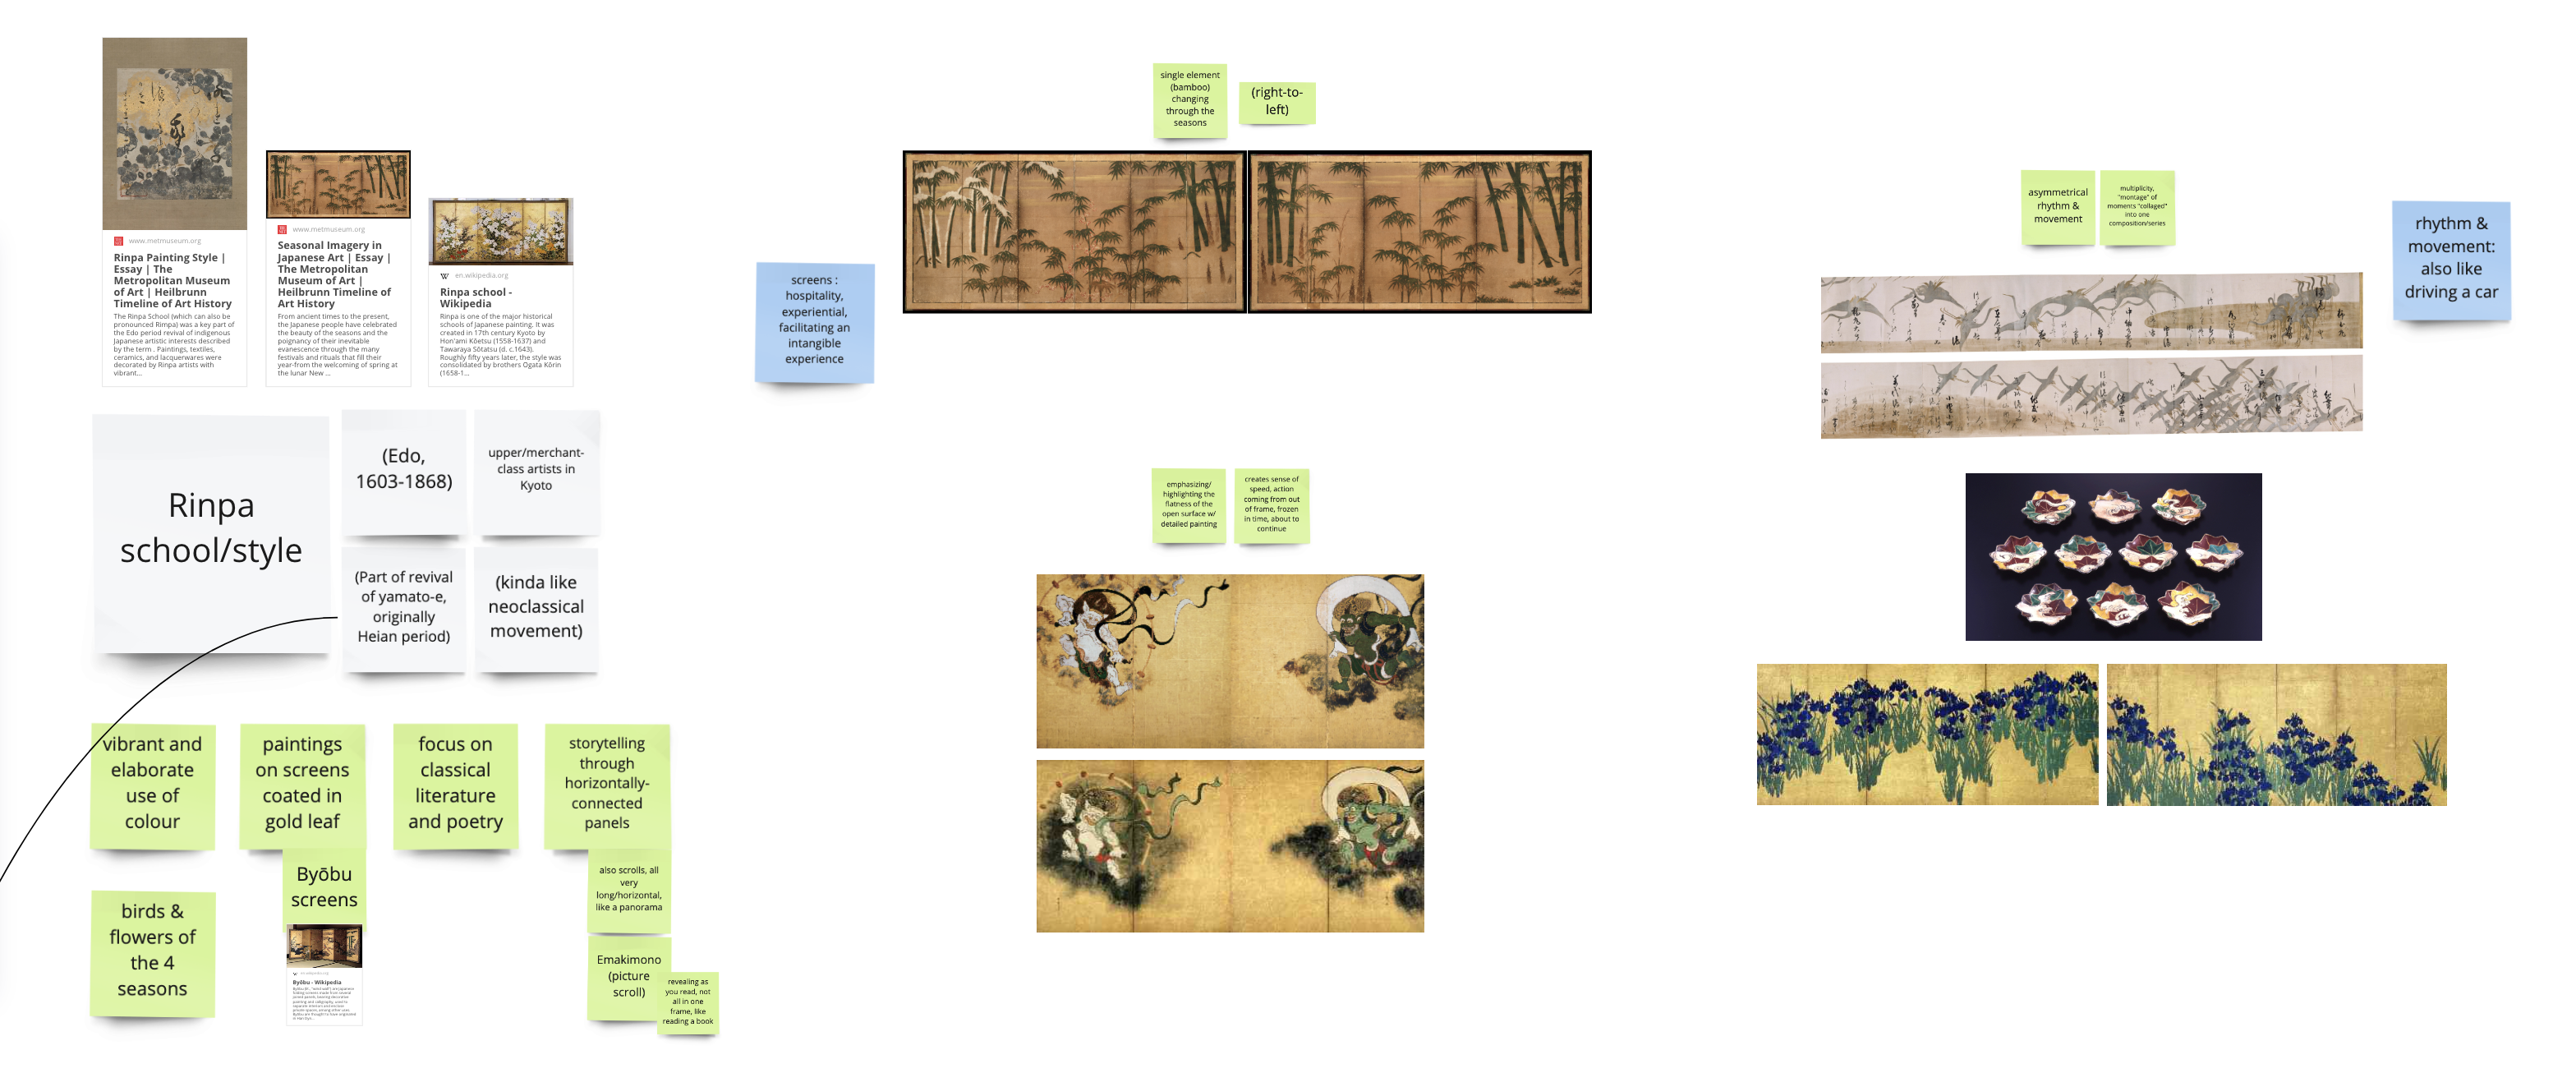 www.metmuseum.org
Rinpa Painting Style |
Essay | The
Metropolitan Museum
of Art | Heilbrunn
Timeline of Art History
The Rinpa School (which can also be
pronounced Rimpa) was a key part of
the Edo period revival of indigenous
Japanese artistic interests described
by the term . Paintings, textiles,
ceramics, and lacquerwares were
decorated by Rinpa artists with
vibrant...
www.metmuseum.org
Seasonal Imagery in
Japanese Art | Essay |
The Metropolitan
Museum of Art |
Heilbrunn Timeline of
Art History
From ancient times to the present,
the Japanese people have celebrated
the beauty of the seasons and the
poignancy of their inevitable
evanescence through the many
festivals and rituals that fill their
year-from the welcoming of spring at
the lunar New ...
W en.wikipedia.org
Rinpa school -
Wikipedia
Rinpa is one of the major historical
schools of Japanese painting. It was
created in 17th century Kyoto by
Hon'ami Kōetsu (1558-1637) and
Tawaraya Sōtatsu (d. c.1643).
Roughly fifty years later, the style was
consolidated by brothers Ogata Kōrin
(1658-1...
Rinpa
school/style
(Edo,
1603-1868)
upper/merchant-
class artists in
Kyoto
(Part of revival
of yamato-e,
originally
Heian period)
(kinda like
neoclassical
movement)
vibrant and
elaborate
use of
colour
paintings
on screens
coated in
gold leaf
focus on
classical
literature
and poetry
storytelling
through
horizontally-
connected
panels
birds &
flowers of
the 4
seasons
Byōbu
screens
W en.wikipedia.org
Byōbu - Wikipedia
also scrolls, all
very
long/horizontal,
like a panorama
Emakimono
(picture
scroll)
revealing as
you read, not
all in one
frame, like
reading a book
screens :
hospitality,
experiential,
facilitating an
intangible
experience
single element
(bamboo)
changing
through the
seasons
(right-to-
left)
emphasizing/
highlighting the
flatness of the
open surface w/
detailed painting
creates sense of
speed, action
coming from out
of frame, frozen
in time, about to
continue
asymmetrical
rhythm &
movement
multiplicity,
"montage" of
moments "collaged"
into one
composition/series
rhythm &
movement:
also like
driving a car